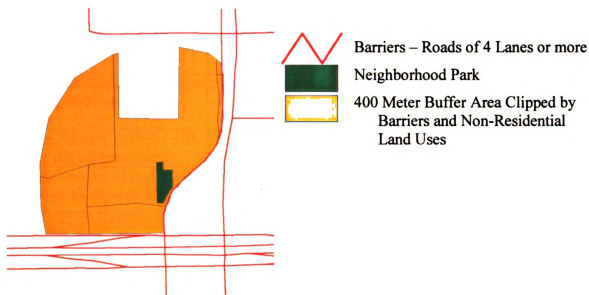 Barriers – Roads of 4 Lanes or more
Neighborhood Park
400 Meter Buffer Area Clipped by
Barriers and Non-Residential
Land Uses